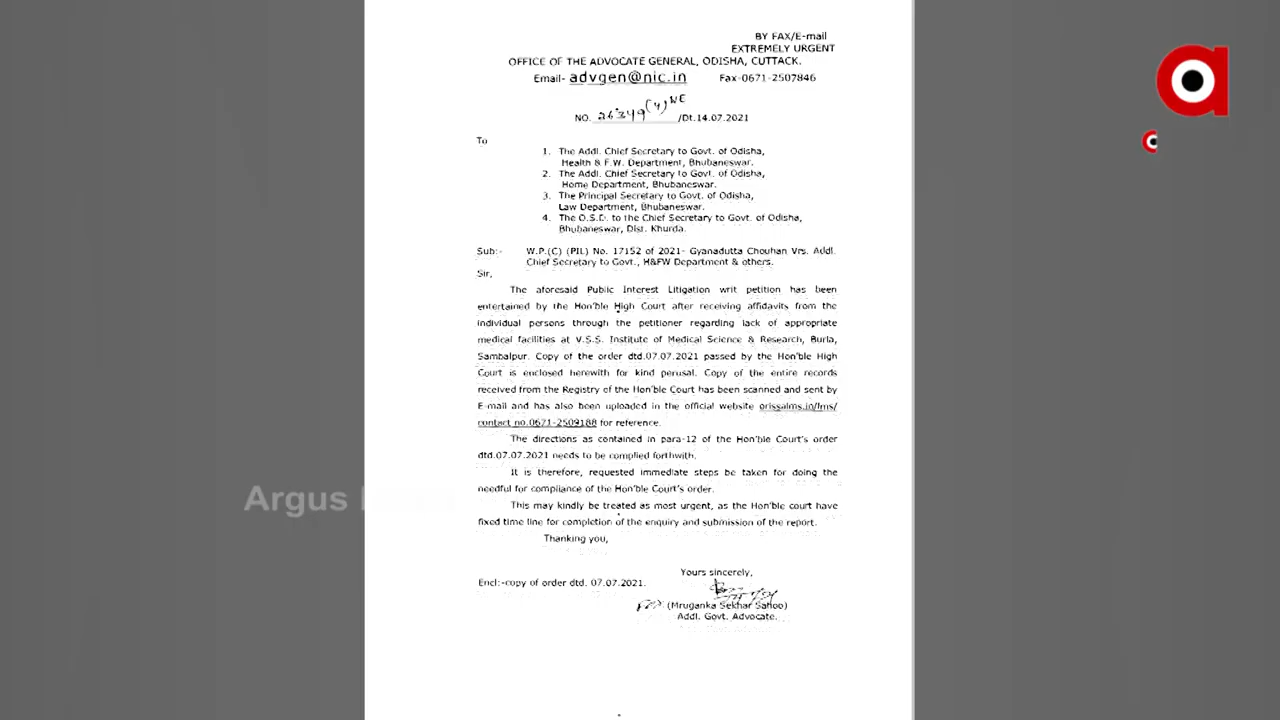 BY FAX/E-mail
EXTREMELY URGENT
OFFICE OF THE ADVOCATE GENERAL, ODISHA, CUTTACK.
Email- advgen@nic.in Fax-0671-2507846
NO. 26349(4)WE /Dt.14.07.2021
To
1. The Addl. Chief Secretary to Govt. of Odisha,
Health & F.W. Department, Bhubaneswar.
2. The Addl. Chief Secretary to Govt. of Odisha,
Home Department, Bhubaneswar.
3. The Principal Secretary to Govt. of Odisha,
Law Department, Bhubaneswar.
4. The O.S.D. to the Chief Secretary to Govt. of Odisha,
Bhubaneswar, Dist. Khurda.
Sub:- W.P.(C) (PIL) No. 17152 of 2021- Gyanadutta Chouhan Vrs. Addl.
Chief Secretary to Govt., H&FW Department & others.
Sir,
The aforesaid Public Interest Litigation writ petition has been
entertained by the Hon'ble High Court after receiving affidavits from the
individual persons through the petitioner regarding lack of appropriate
medical facilities at V.S.S. Institute of Medical Science & Research, Burla,
Sambalpur. Copy of the order dtd.07.07.2021 passed by the Hon'ble High
Court is enclosed herewith for kind perusal. Copy of the entire records
received from the Registry of the Hon'ble Court has been scanned and sent by
E-mail and has also been uploaded in the official website orissalms.in/lms/
contact no.0671-2509188 for reference.
The directions as contained in para-12 of the Hon'ble Court's order
dtd.07.07.2021 needs to be complied forthwith.
It is therefore, requested immediate steps be taken for doing the
needful for compliance of the Hon'ble Court's order.
This may kindly be treated as most urgent, as the Hon'ble court have
fixed time line for completion of the enquiry and submission of the report.
Thanking you,
Yours sincerely,
Encl:-copy of order dtd. 07.07.2021.
(Mruganka Sekhar Sahoo)
Addl. Govt. Advocate.
Argus